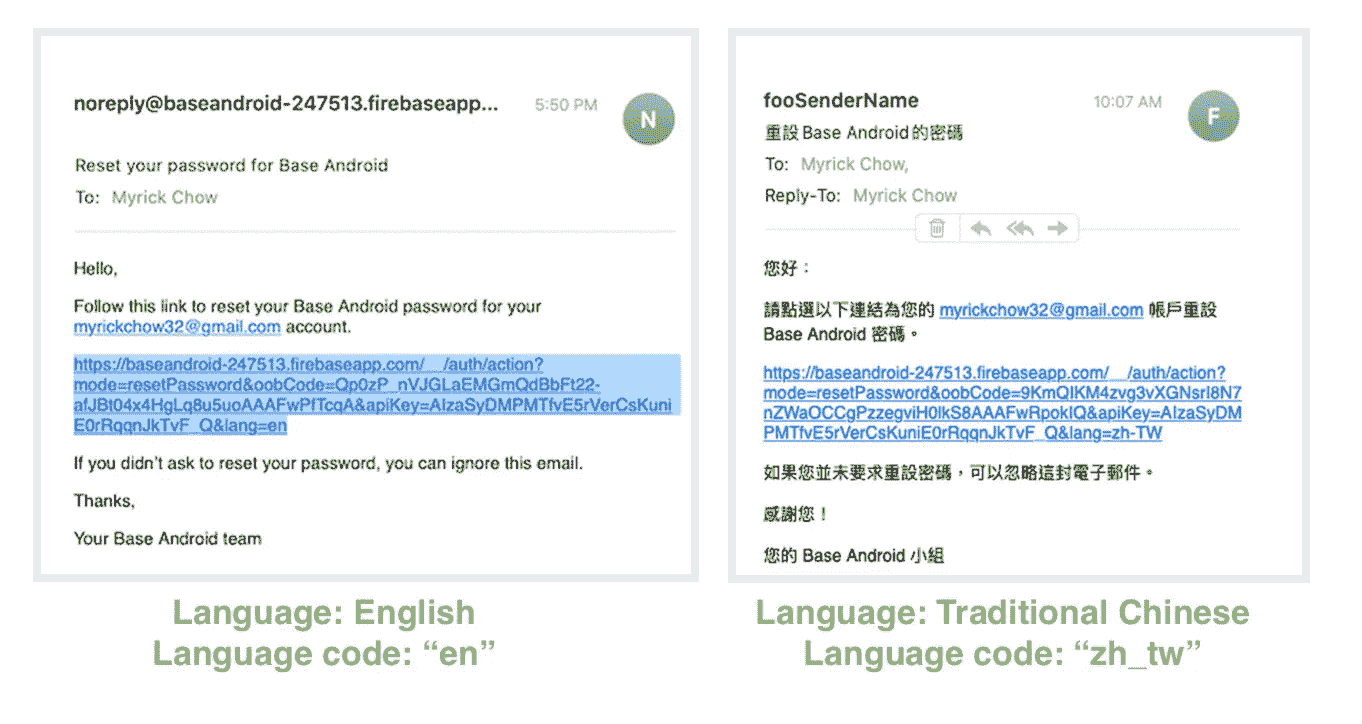 noreply@baseandroid-247513.firebaseapp...
5:50 PM
N
Reset your password for Base Android
To: Myrick Chow
Hello,
Follow this link to reset your Base Android password for your
myrickchow32@gmail.com account.
https://baseandroid-247513.firebaseapp.com/__/auth/action?
mode=resetPassword&oobCode=Qp0zP_nVJGLaEMGmQdBbFt22-
afJBt04x4HgLq8u5uoAAAFwPfTcqA&apiKey=AIzaSyDMPMTfvE5rVerCsKuni
E0rRqqnJkTvF_Q&lang=en
If you didn't ask to reset your password, you can ignore this email.
Thanks,
Your Base Android team
Language: English
Language code: “en”
fooSenderName
10:07 AM
F
重設 Base Android 的密碼
To: Myrick Chow,
Reply-To: Myrick Chow
您好：
請點選以下連結為您的 myrickchow32@gmail.com 帳戶重設
Base Android 密碼。
https://baseandroid-247513.firebaseapp.com/__/auth/action?
mode=resetPassword&oobCode=9KmQIKM4zvg3vXGNsrI8N7
nZWaOCCgPzzegviH0lkS8AAAFwRpokIQ&apiKey=AIzaSyDM
PMTfvE5rVerCsKuniE0rRqqnJkTvF_Q&lang=zh-TW
如果您並未要求重設密碼，可以忽略這封電子郵件。
感謝您！
您的 Base Android 小組
Language: Traditional Chinese
Language code: “zh_tw”